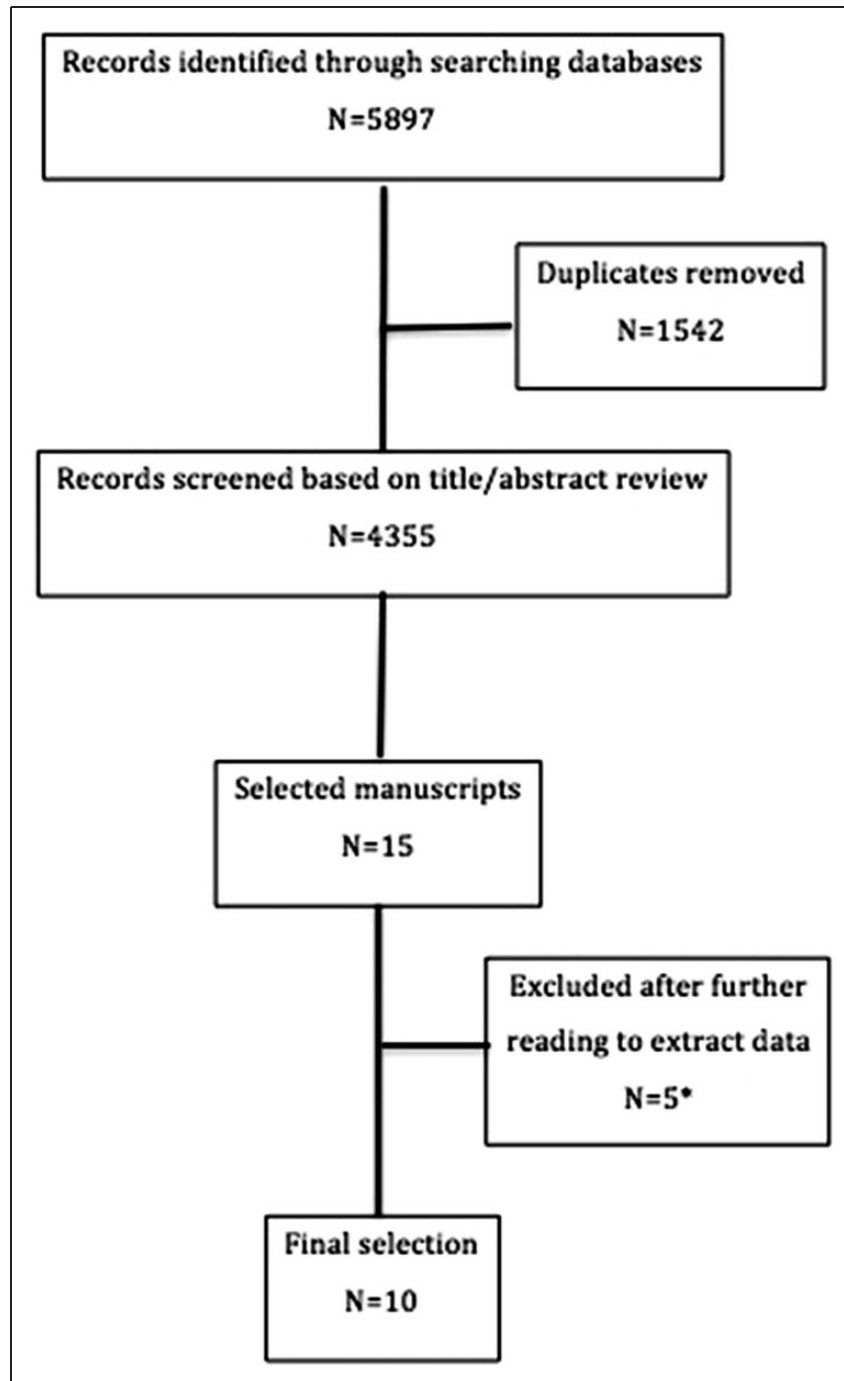 Records identified through searching databases
N=5897
Duplicates removed
N=1542
Records screened based on title/abstract review
N=4355
Selected manuscripts
N=15
Excluded after further
reading to extract data
N=5*
Final selection
N=10